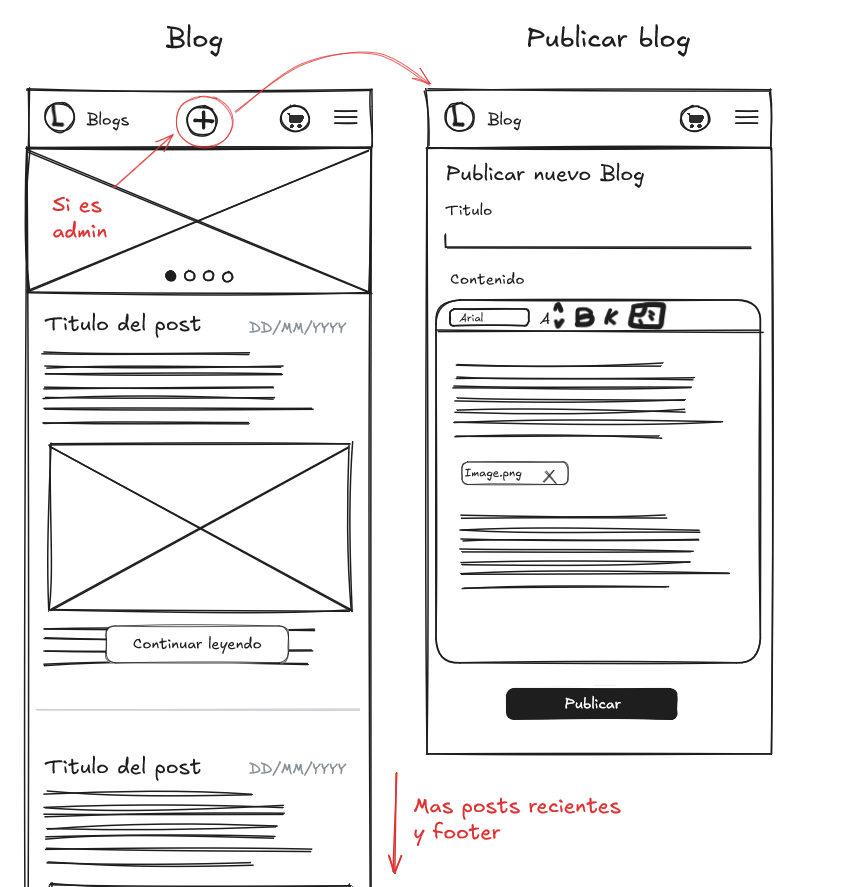 Blog
Publicar blog
L Blogs
L Blog
Si es
admin
Titulo del post DD/MM/YYYY
Continuar leyendo
Titulo del post DD/MM/YYYY
Publicar nuevo Blog
Titulo
Contenido
Arial A B K
Image.png X
Publicar
Mas posts recientes
y footer